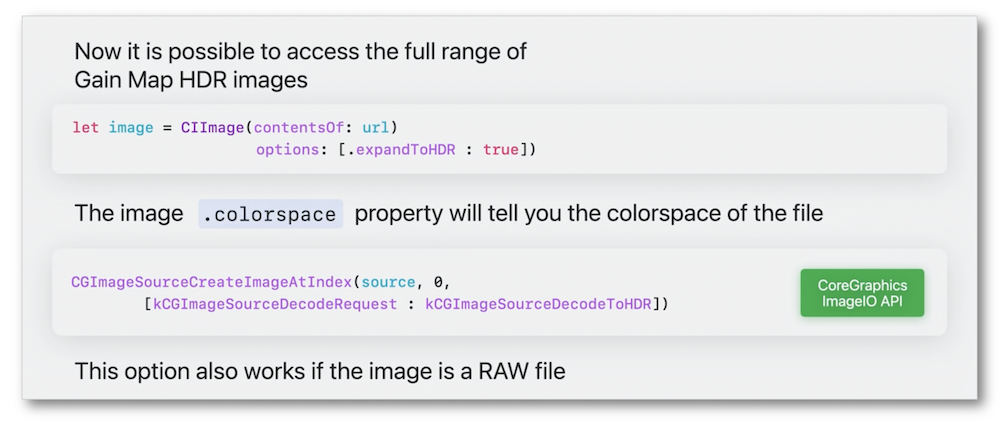 Now it is possible to access the full range of
Gain Map HDR images
let image = CIImage(contentsOf: url)
options: [.expandToHDR : true])
The image .colorspace property will tell you the colorspace of the file
CGImageSourceCreateImageAtIndex(source, 0,
[kCGImageSourceDecodeRequest : kCGImageSourceDecodeToHDR])
CoreGraphics
ImageIO API
This option also works if the image is a RAW file